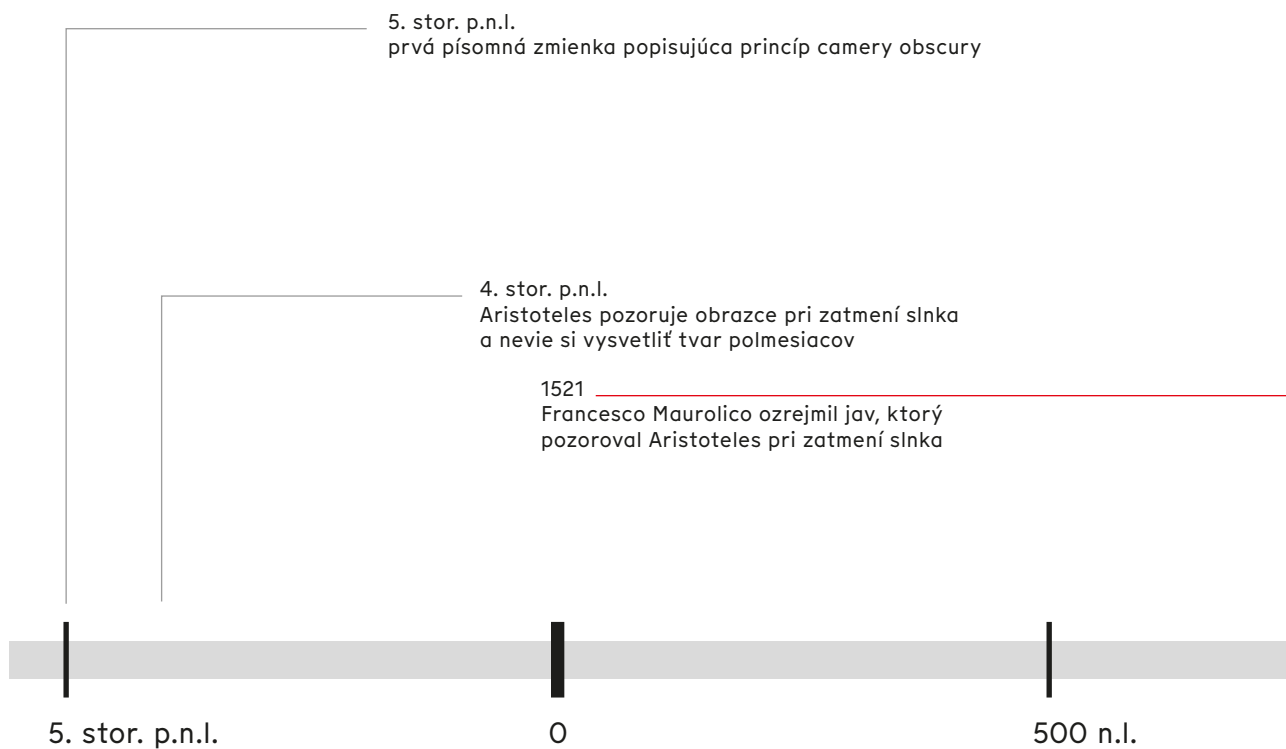 5. stor. p.n.l.
prvá písomná zmienka popisujúca princíp camery obscury
4. stor. p.n.l.
Aristoteles pozoruje obrazce pri zatmení slnka
a nevie si vysvetliť tvar polmesiacov
1521
Francesco Maurolico ozrejmil jav, ktorý
pozoroval Aristoteles pri zatmení slnka
5. stor. p.n.l.
0
500 n.l.